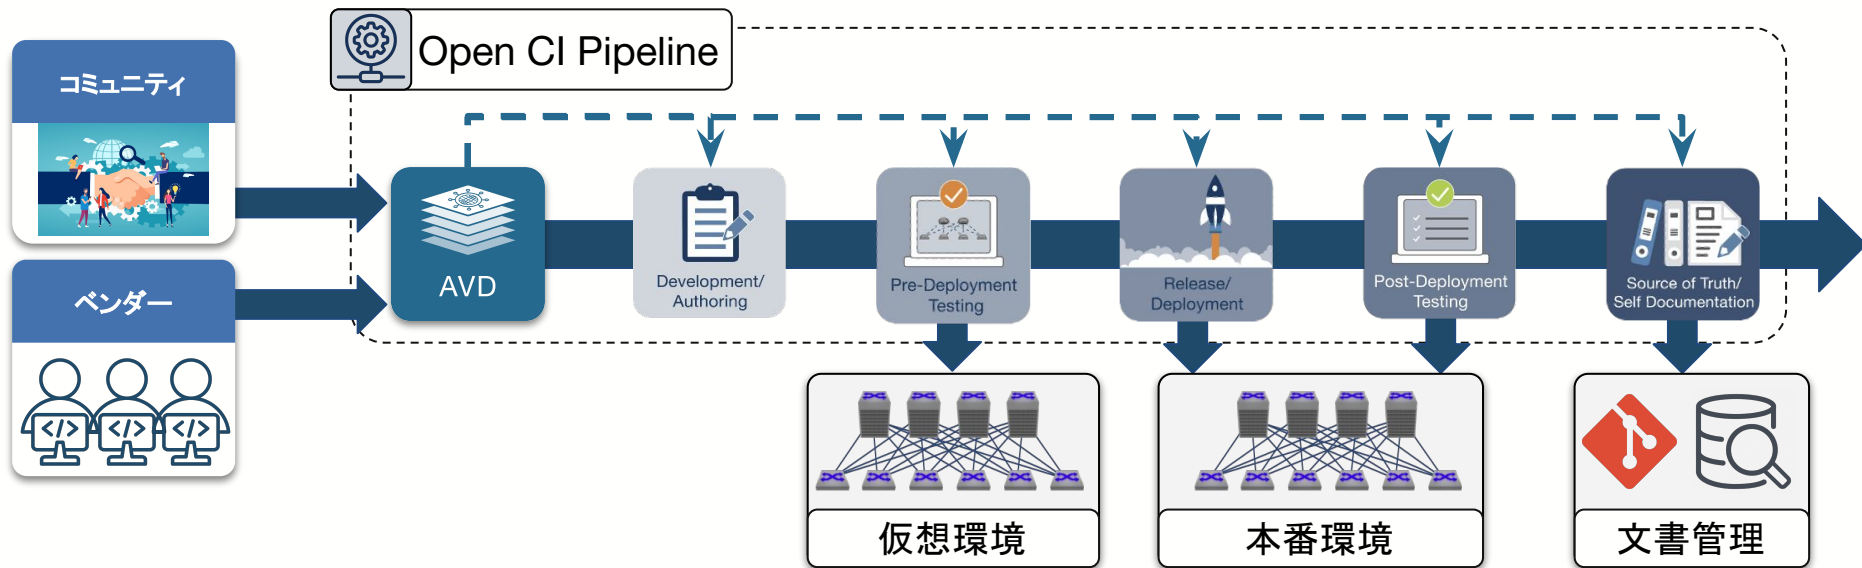 Open CI Pipeline
コミュニティ
ベンダー
</>
</>
</>
AVD
Development/
Authoring
Pre-Deployment
Testing
Release/
Deployment
Post-Deployment
Testing
Source of Truth/
Self Documentation
仮想環境
本番環境
文書管理